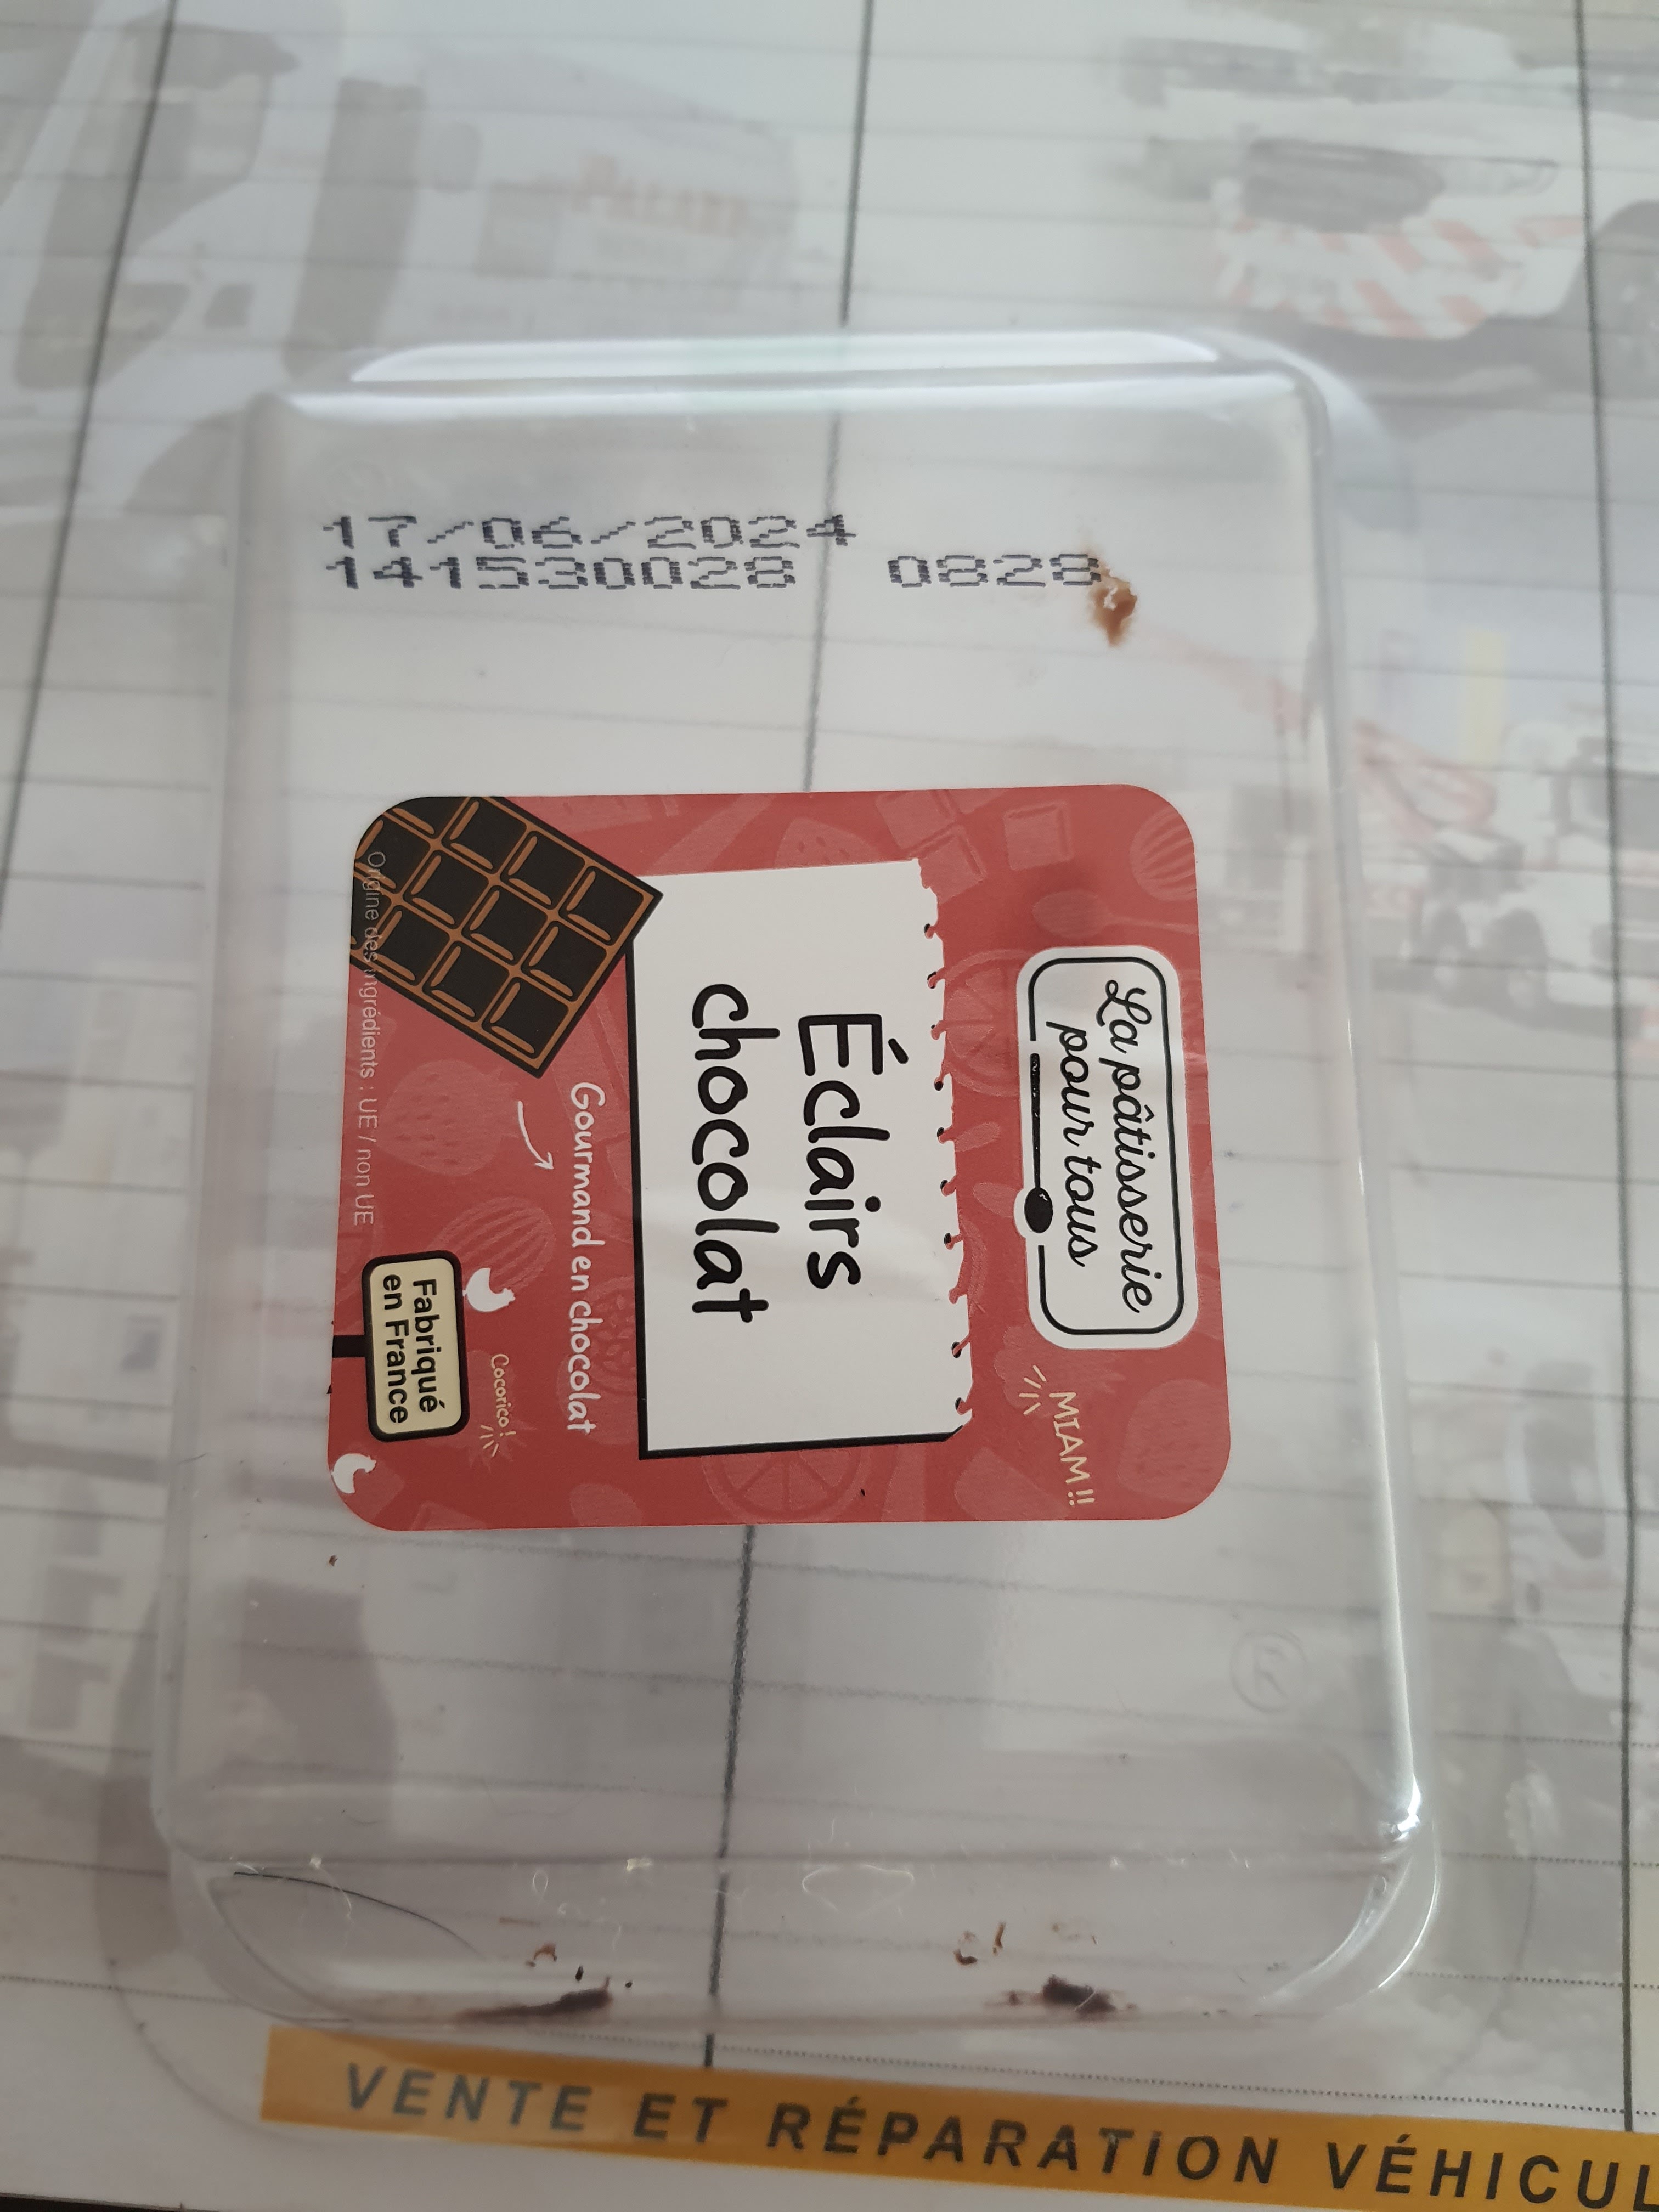 17/06/2024
141530028 0828
La pâtisserie
pour tous
MIAM !!
Éclairs
chocolat
Gourmand en chocolat
Cocorico !
Fabriqué
en France
Origine des ingrédients : UE / non UE
VENTE ET RÉPARATION VÉHICUL